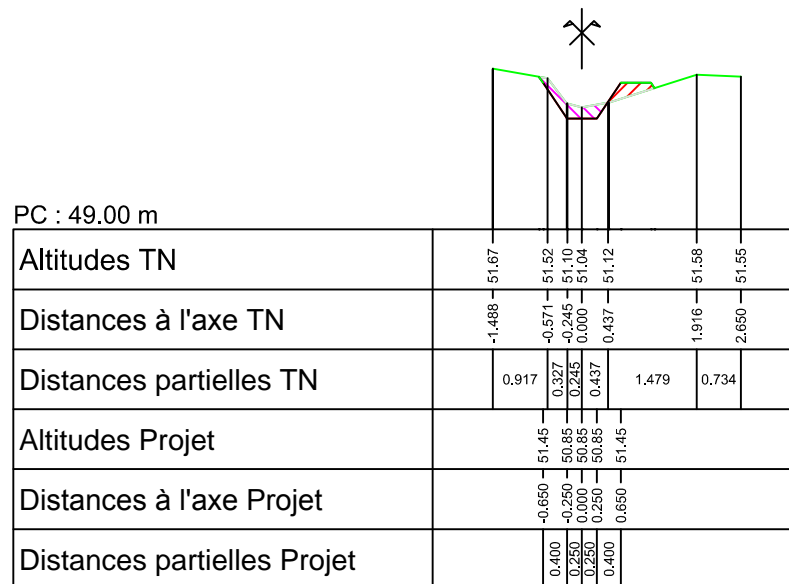 PC : 49.00 m
Altitudes TN
51.67 51.52 51.10 51.04 51.12 51.58 51.55
Distances à l'axe TN
-1.488 -0.571 -0.245 0.000 0.437 1.916 2.650
Distances partielles TN
0.917 0.327 0.245 0.437 1.479 0.734
Altitudes Projet
51.45 50.85 50.85 50.85 51.45
Distances à l'axe Projet
-0.650 -0.250 0.000 0.250 0.650
Distances partielles Projet
0.400 0.250 0.250 0.400